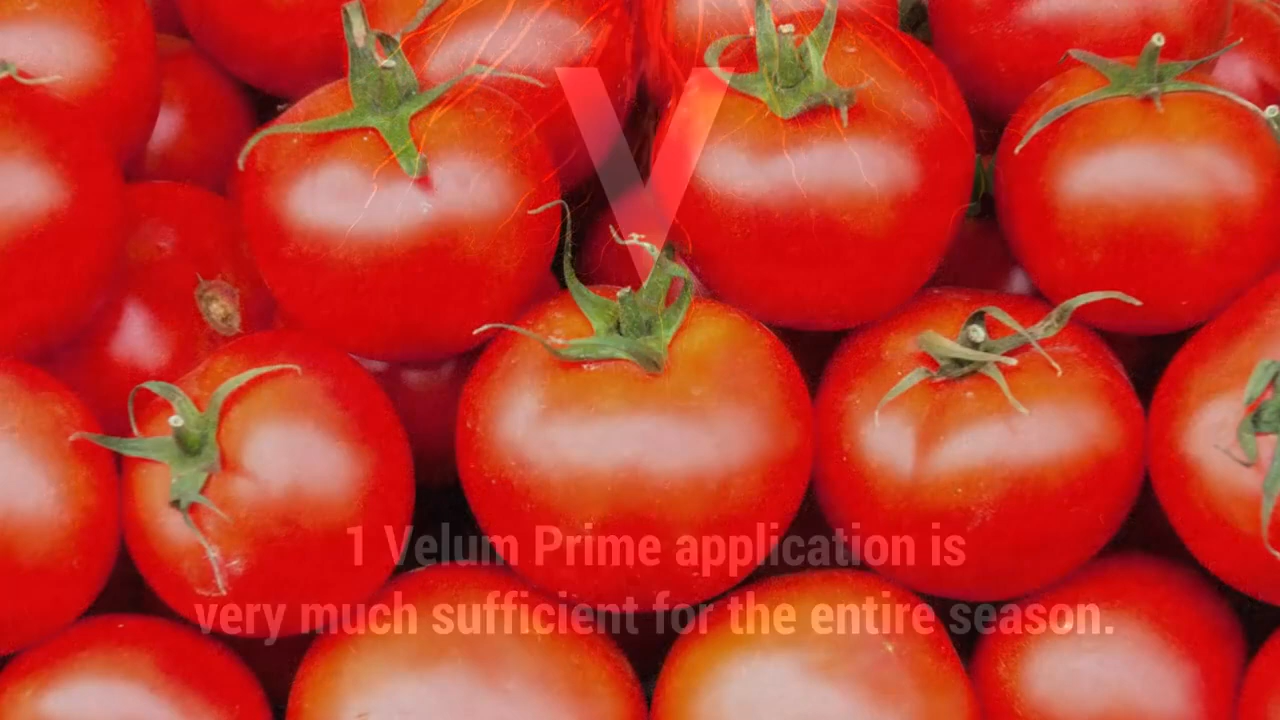 V
1 Velum Prime application is
very much sufficient for the entire season.